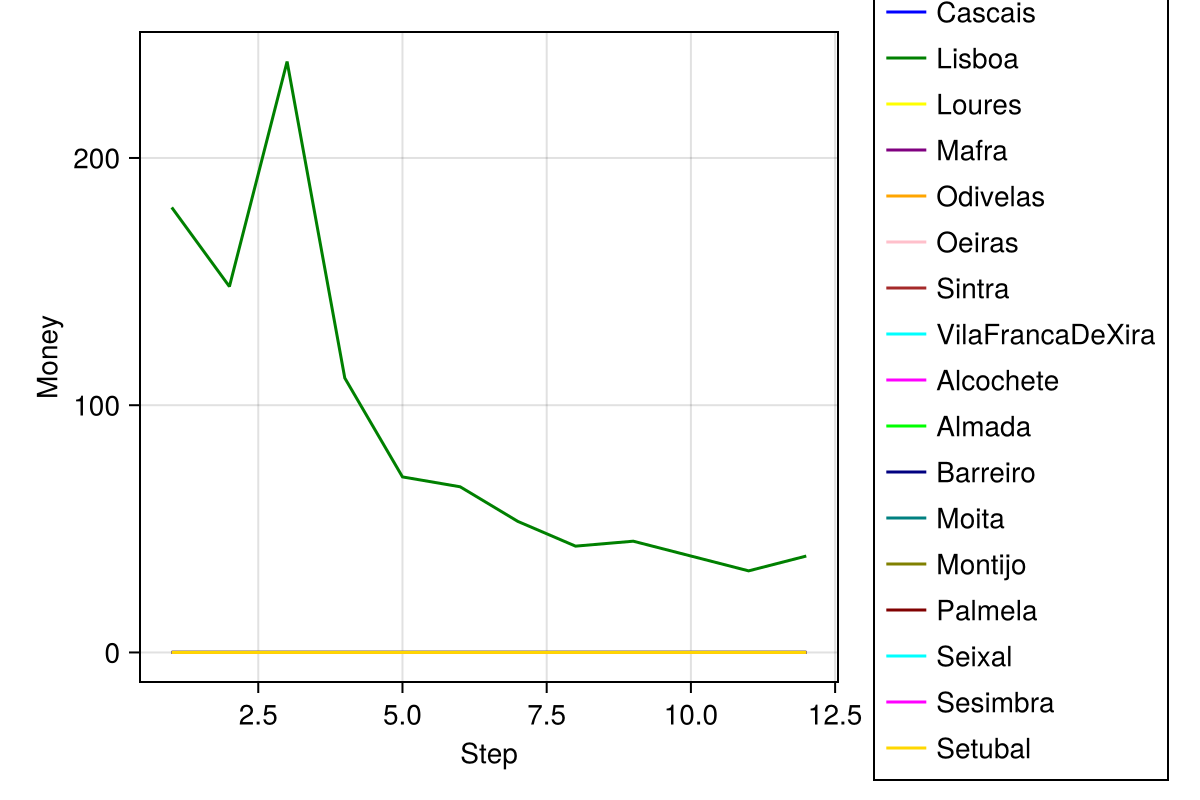 Money
200
100
0
2.5 5.0 7.5 10.0 12.5
Step
Cascais
Lisboa
Loures
Mafra
Odivelas
Oeiras
Sintra
VilaFrancaDeXira
Alcochete
Almada
Barreiro
Moita
Montijo
Palmela
Seixal
Sesimbra
Setubal